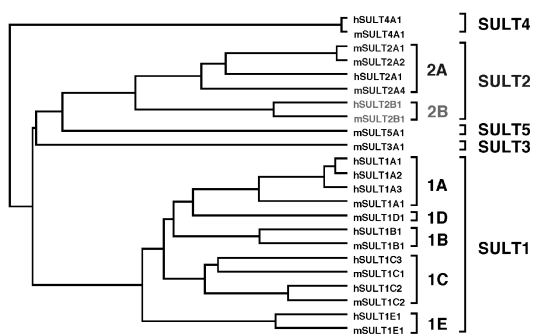 hSULT4A1
mSULT4A1
SULT4
mSULT2A1
mSULT2A2
hSULT2A1
mSULT2A4
2A
hSULT2B1
mSULT2B1
2B
SULT2
mSULT5A1
SULT5
mSULT3A1
SULT3
hSULT1A1
hSULT1A2
hSULT1A3
mSULT1A1
1A
mSULT1D1
1D
hSULT1B1
mSULT1B1
1B
hSULT1C3
mSULT1C1
hSULT1C2
mSULT1C2
1C
hSULT1E1
mSULT1E1
1E
SULT1